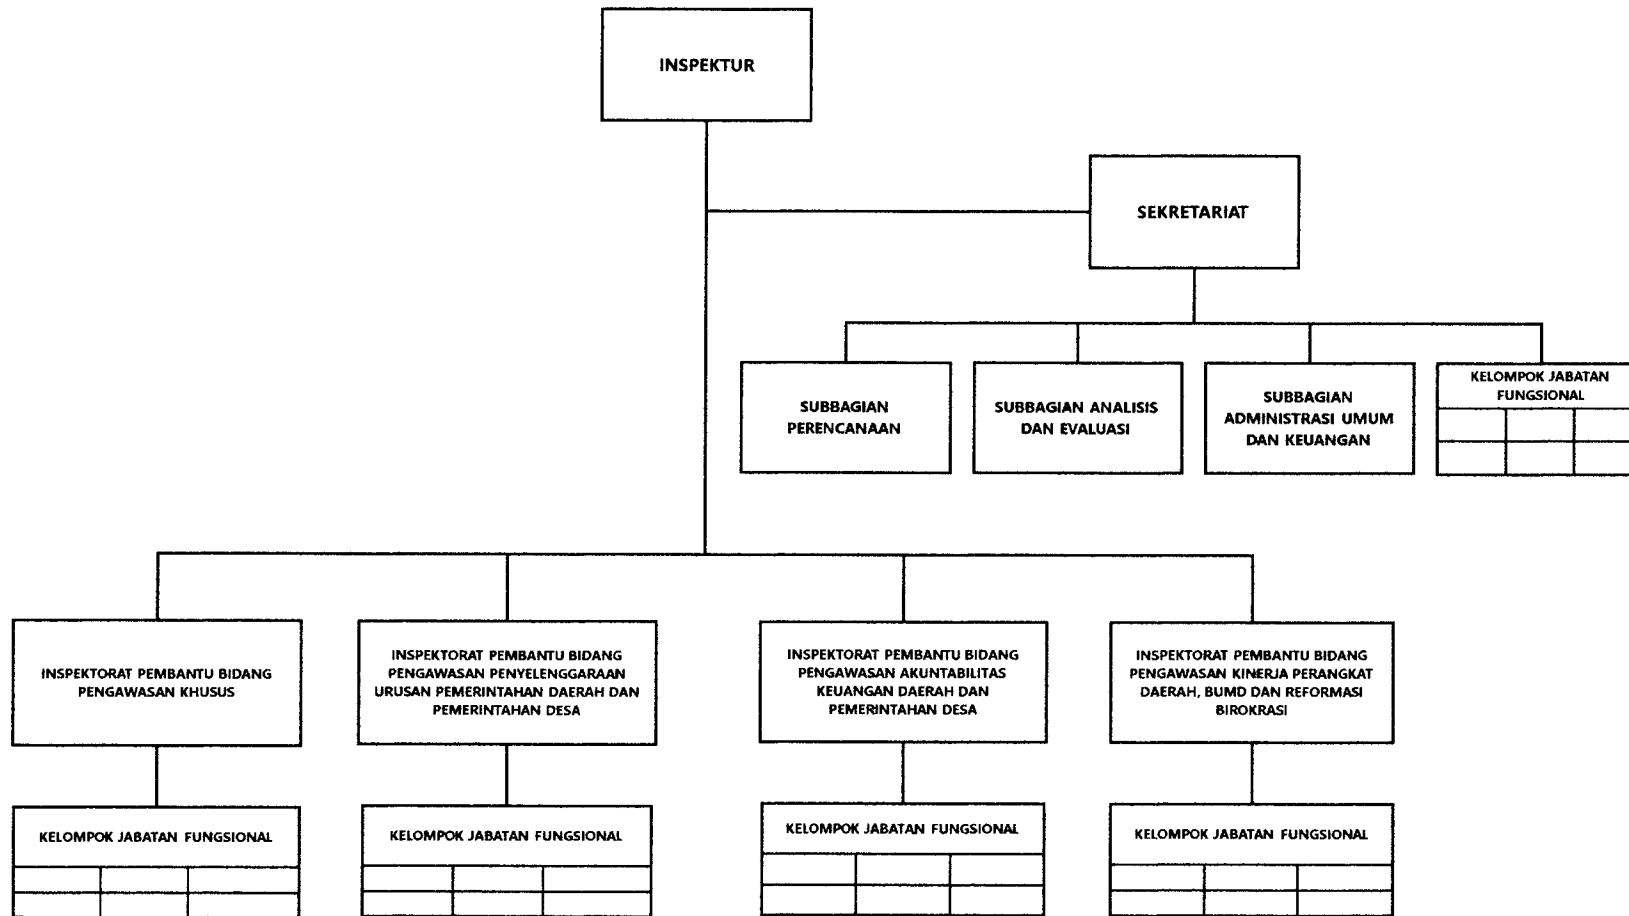 INSPEKTUR
SEKRETARIAT
SUBBAGIAN
PERENCANAAN
SUBBAGIAN ANALISIS
DAN EVALUASI
SUBBAGIAN
ADMINISTRASI UMUM
DAN KEUANGAN
KELOMPOK JABATAN
FUNGSIONAL
INSPEKTORAT PEMBANTU BIDANG
PENGAWASAN KHUSUS
INSPEKTORAT PEMBANTU BIDANG
PENGAWASAN PENYELENGGARAAN
URUSAN PEMERINTAHAN DAERAH DAN
PEMERINTAHAN DESA
INSPEKTORAT PEMBANTU BIDANG
PENGAWASAN AKUNTABILITAS
KEUANGAN DAERAH DAN
PEMERINTAHAN DESA
INSPEKTORAT PEMBANTU BIDANG
PENGAWASAN KINERJA PERANGKAT
DAERAH, BUMD DAN REFORMASI
BIROKRASI
KELOMPOK JABATAN FUNGSIONAL
KELOMPOK JABATAN FUNGSIONAL
KELOMPOK JABATAN FUNGSIONAL
KELOMPOK JABATAN FUNGSIONAL